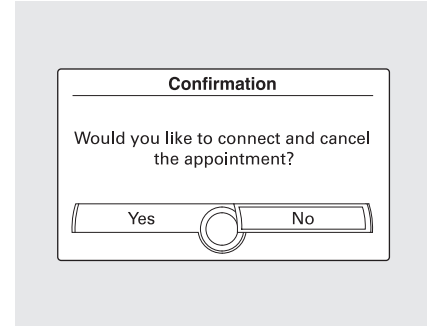 Confirmation
Would you like to connect and cancel
the appointment?
Yes
No